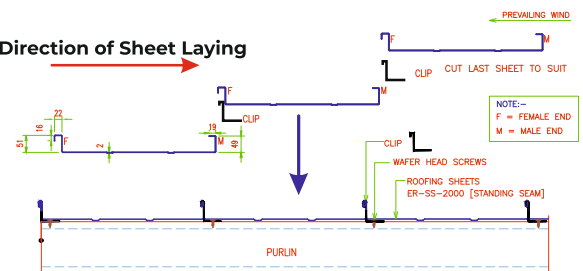 PREVAILING WIND
Direction of Sheet Laying
F
M
CLIP
CUT LAST SHEET TO SUIT
F
M
CLIP
NOTE:-
F = FEMALE END
M = MALE END
22
16
51
F
2
19
M
49
CLIP
WAFER HEAD SCREWS
ROOFING SHEETS
ER-SS-2000 [STANDING SEAM]
PURLIN